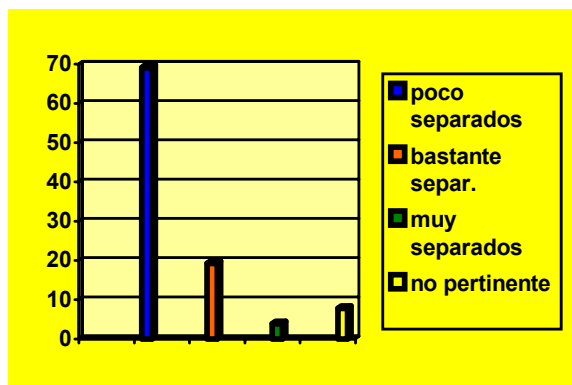 70
60
50
40
30
20
10
0
poco
separados
bastante
separ.
muy
separados
no pertinente